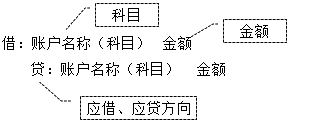 科目
金额
借：账户名称（科目） 金额
贷：账户名称（科目） 金额
应借、应贷方向